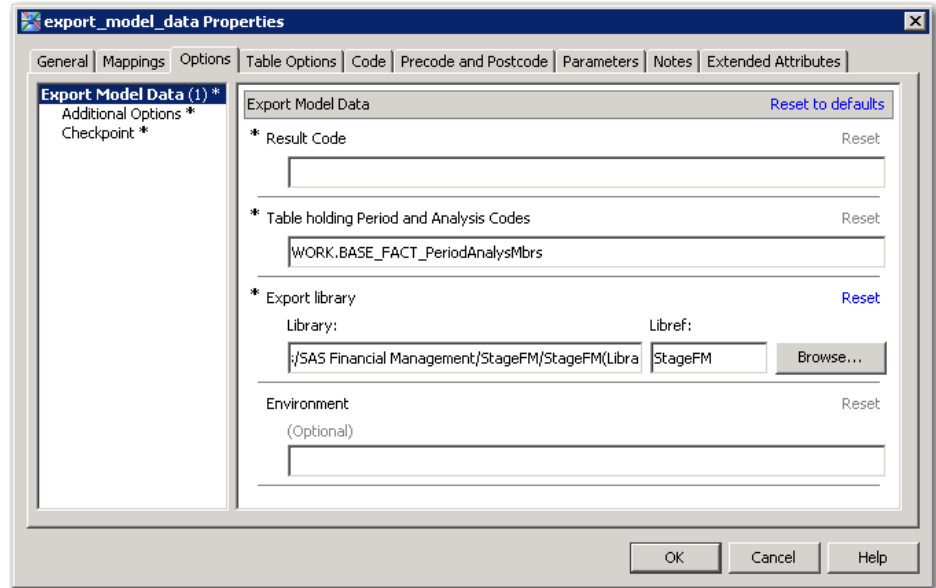 export_model_data Properties
General Mappings Options Table Options Code Precode and Postcode Parameters Notes Extended Attributes
Export Model Data (1) *
Additional Options *
Checkpoint *
Export Model Data Reset to defaults
* Result Code Reset
* Table holding Period and Analysis Codes Reset
WORK.BASE_FACT_PeriodAnalysMbrs
* Export library Reset
Library: Libref:
:/SAS Financial Management/StageFM/StageFM(Libra StageFM Browse...
Environment Reset
(Optional)
OK Cancel Help